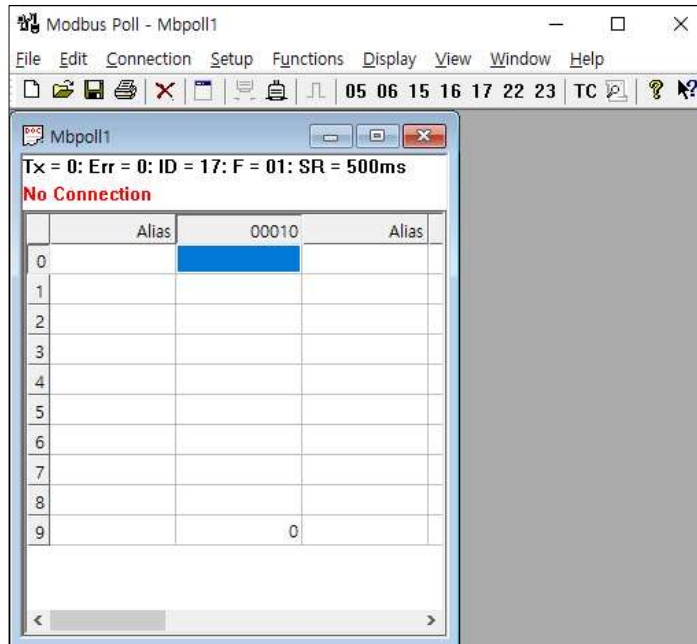 Modbus Poll - Mbpoll1
File Edit Connection Setup Functions Display View Window Help
05 06 15 16 17 22 23 TC
Mbpoll1
Tx = 0: Err = 0: ID = 17: F = 01: SR = 500ms
No Connection
Alias 00010 Alias
0
1
2
3
4
5
6
7
8
9 0